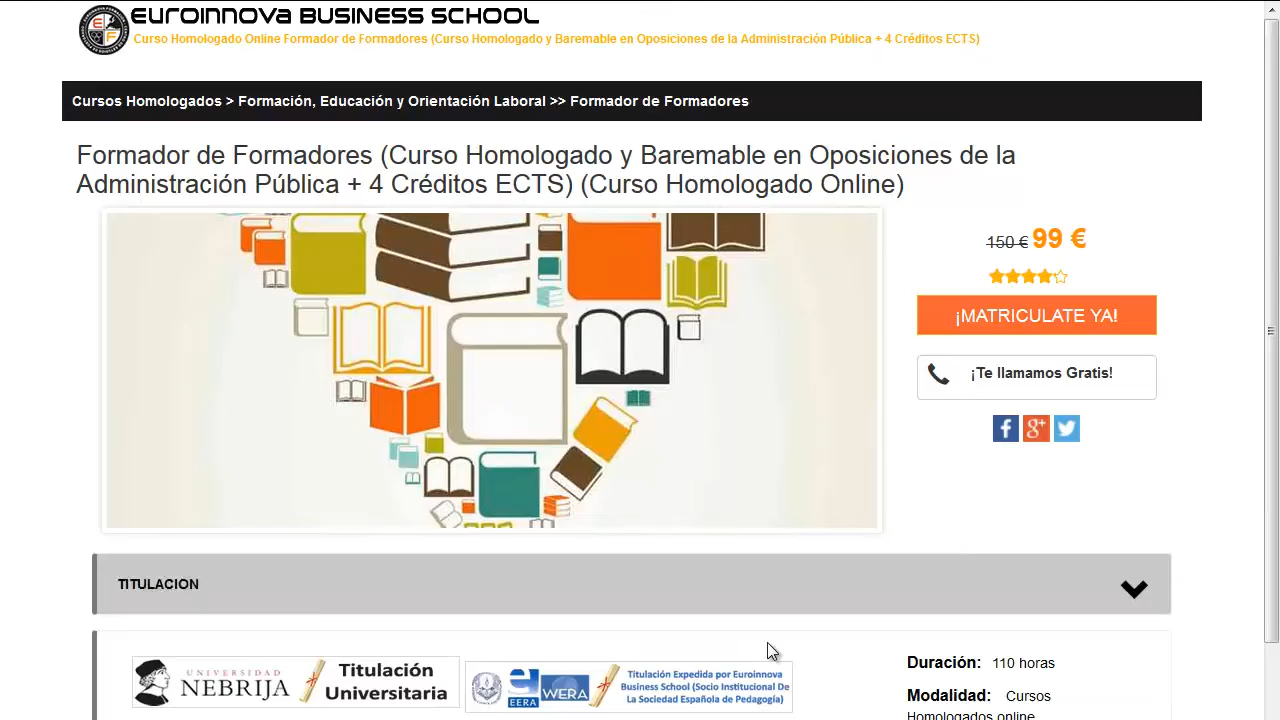 Euroinnova BUSINESS SCHOOL
Curso Homologado Online Formador de Formadores (Curso Homologado y Baremable en Oposiciones de la Administración Pública + 4 Créditos ECTS)
Cursos Homologados > Formación, Educación y Orientación Laboral >> Formador de Formadores
Formador de Formadores (Curso Homologado y Baremable en Oposiciones de la
Administración Pública + 4 Créditos ECTS) (Curso Homologado Online)
150 € 99 €
¡MATRICULATE YA!
¡Te llamamos Gratis!
TITULACION
UNIVERSIDAD
NEBRIJA
Titulación
Universitaria
EERA
WERA
Titulación Expedida por Euroinnova
Business School (Socio Institucional De
La Sociedad Española de Pedagogía)
Duración: 110 horas
Modalidad: Cursos
Homologados online